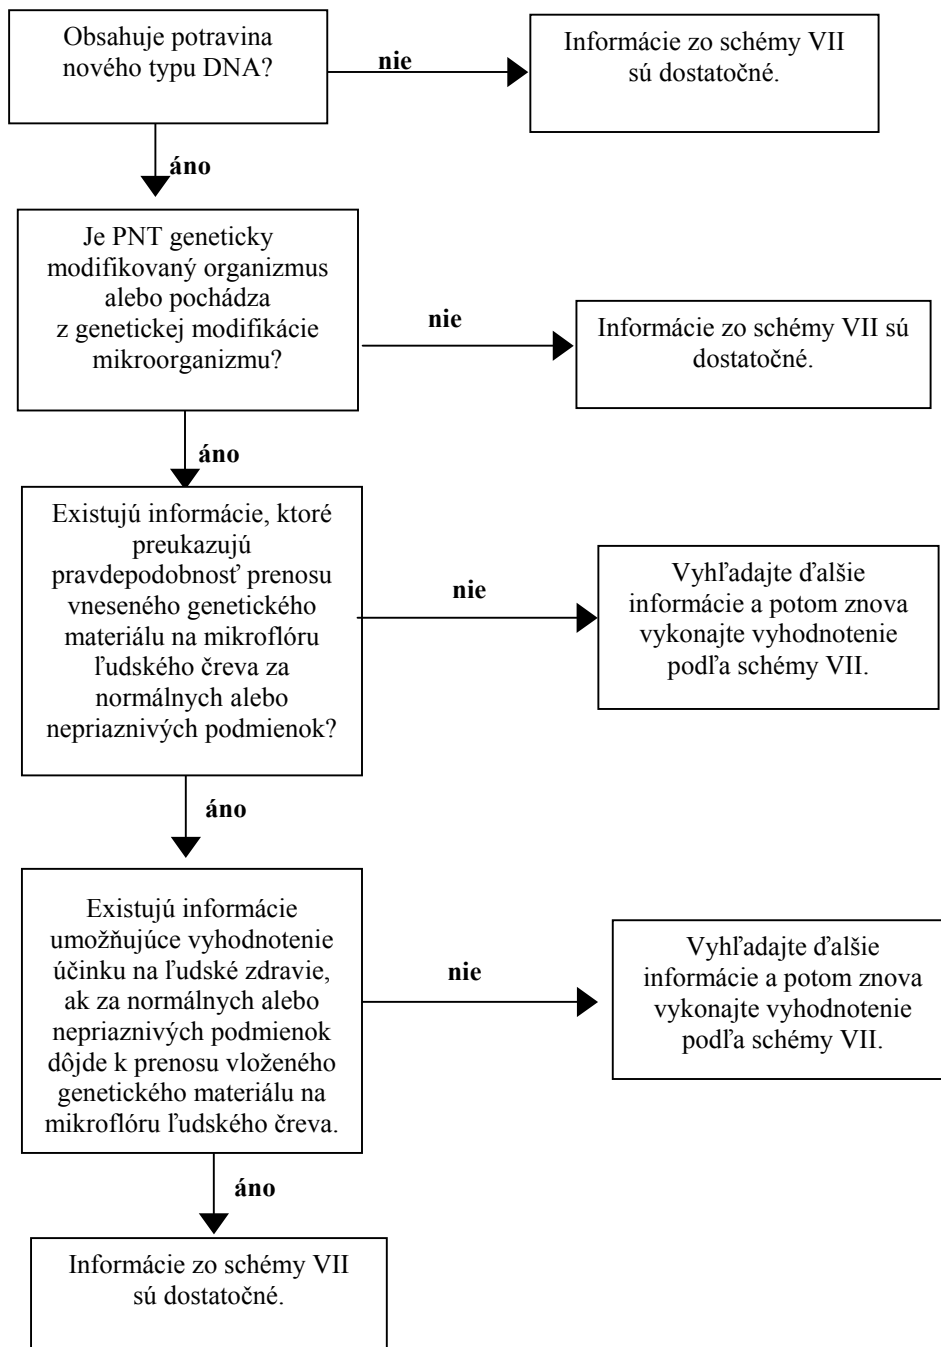 Obsahuje potravina
nového typu DNA?
nie
Informácie zo schémy VII
sú dostatočné.
áno
Je PNT geneticky
modifikovaný organizmus
alebo pochádza
z genetickej modifikácie
mikroorganizmu?
nie
Informácie zo schémy VII sú
dostatočné.
áno
Existujú informácie, ktoré
preukazujú
pravdepodobnosť prenosu
vneseného genetického
materiálu na mikroflóru
ľudského čreva za
normálnych alebo
nepriaznivých podmienok?
nie
Vyhľadajte ďalšie
informácie a potom znova
vykonajte vyhodnotenie
podľa schémy VII.
áno
Existujú informácie
umožňujúce vyhodnotenie
účinku na ľudské zdravie,
ak za normálnych alebo
nepriaznivých podmienok
dôjde k prenosu vloženého
genetického materiálu na
mikroflóru ľudského čreva.
nie
Vyhľadajte ďalšie
informácie a potom znova
vykonajte vyhodnotenie
podľa schémy VII.
áno
Informácie zo schémy VII
sú dostatočné.